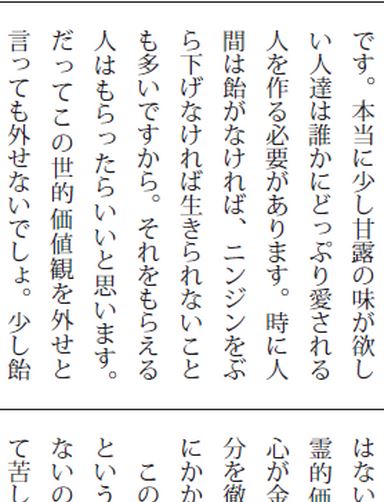 です。本当に少し甘露の味が欲し
い人達は誰かにどっぷり愛される
人を作る必要があります。時に人
間は飴がなければ、ニンジンをぶ
ら下げなければ生きられないこと
も多いですから。それをもらえる
人はもらったらいいと思います。
だってこの世的価値観を外せと
言っても外せないでしょ。少し飴
はない
霊的価
心が金
分を徹
にかか
この
という
ないの
て苦し